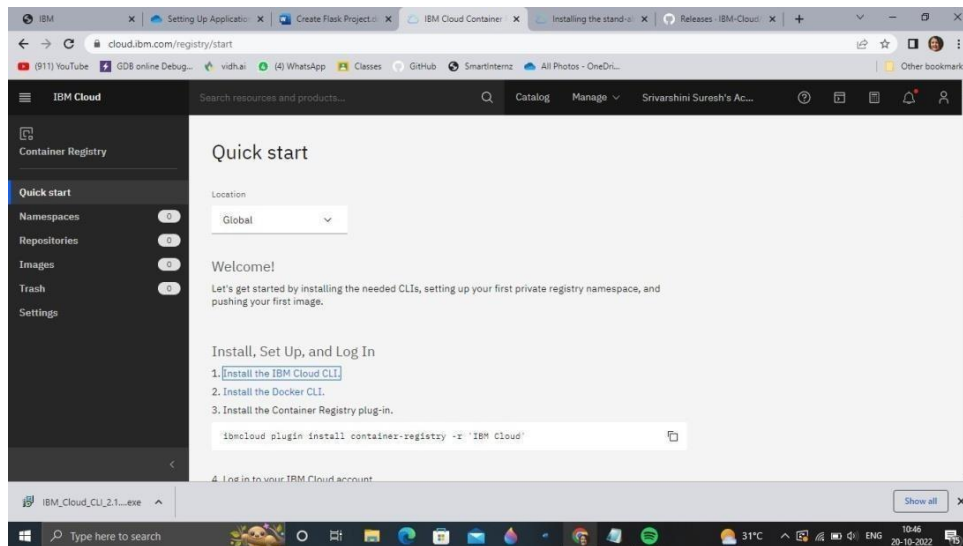 IBM
Setting Up Applicatio
Create Flask Project.d
IBM Cloud Container
Installing the stand-a
Releases · IBM-Cloud
cloud.ibm.com/registry/start
(911) YouTube
GDB online Debug...
vidh.ai
(4) WhatsApp
Classes
GitHub
SmartInternz
All Photos - OneDri...
Other bookmark
IBM Cloud
Search resources and products...
Catalog
Manage
Srivarshini Suresh's Ac...
Container Registry
Quick start
Namespaces 0
Repositories 0
Images 0
Trash 0
Settings
Quick start
Location
Global
Welcome!
Let's get started by installing the needed CLIs, setting up your first private registry namespace, and
pushing your first image.
Install, Set Up, and Log In
1. Install the IBM Cloud CLI.
2. Install the Docker CLI.
3. Install the Container Registry plug-in.
ibmcloud plugin install container-registry -r 'IBM Cloud'
4. Log in to your IBM Cloud account
IBM_Cloud_CLI_2.1....exe
Show all
Type here to search
31°C
ENG
10:46
20-10-2022